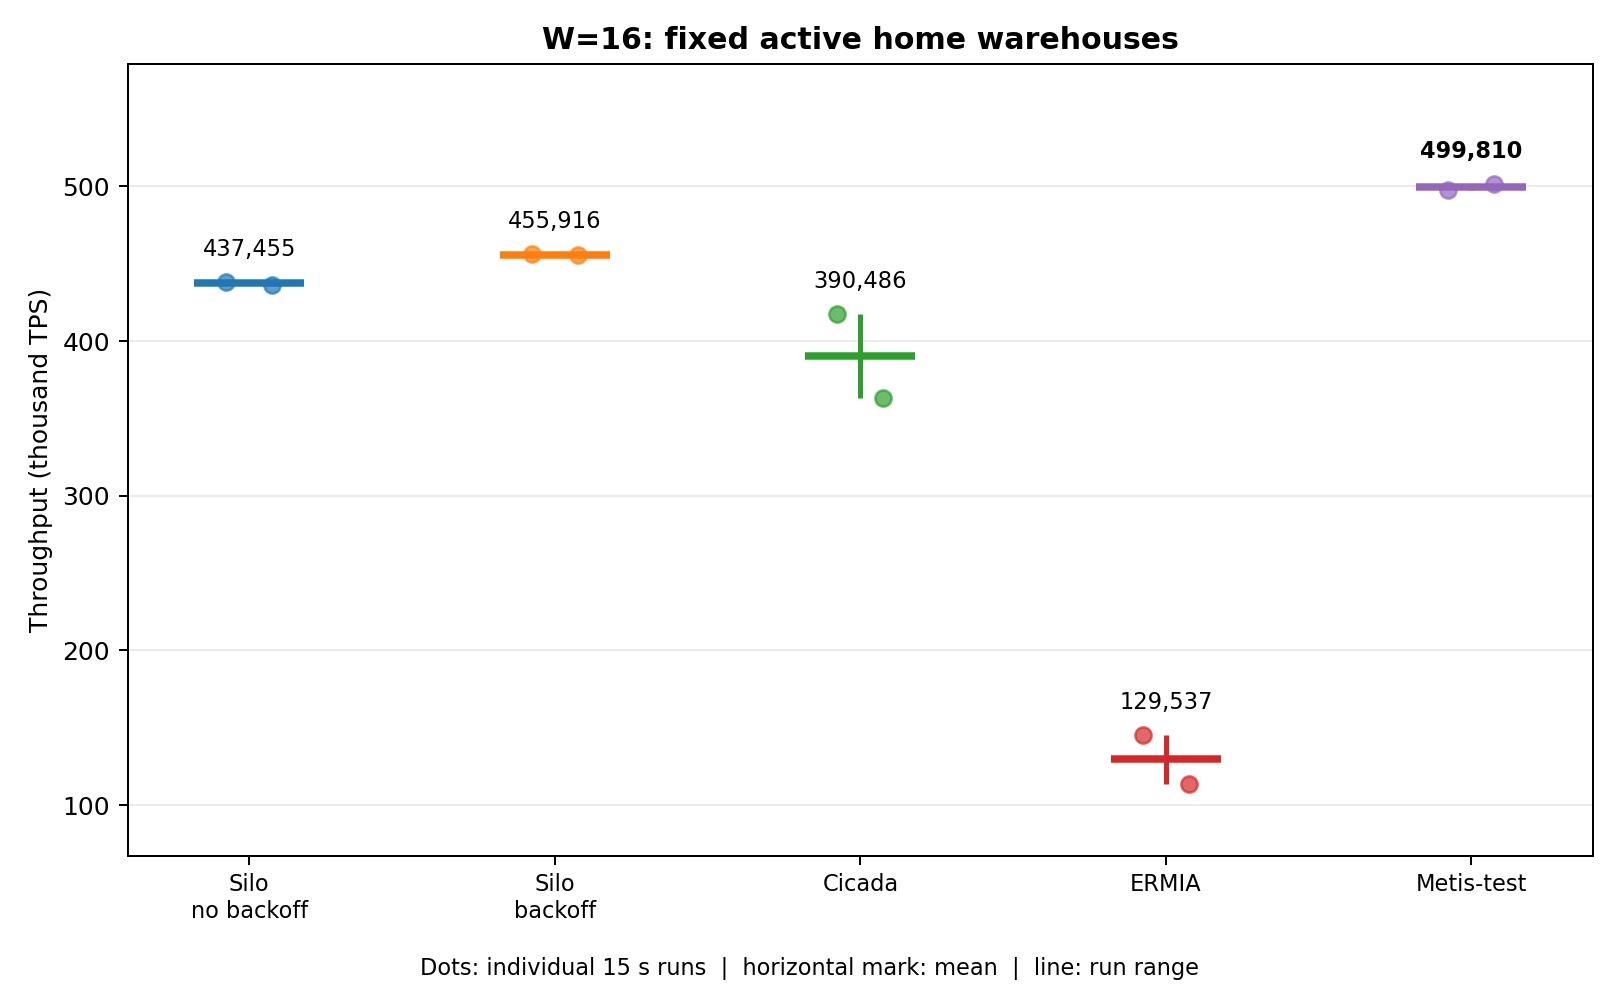 W=16: fixed active home warehouses
Throughput (thousand TPS)
500
400
300
200
100
437,455
455,916
390,486
129,537
499,810
Silo
no backoff
Silo
backoff
Cicada
ERMIA
Metis-test
Dots: individual 15 s runs | horizontal mark: mean | line: run range